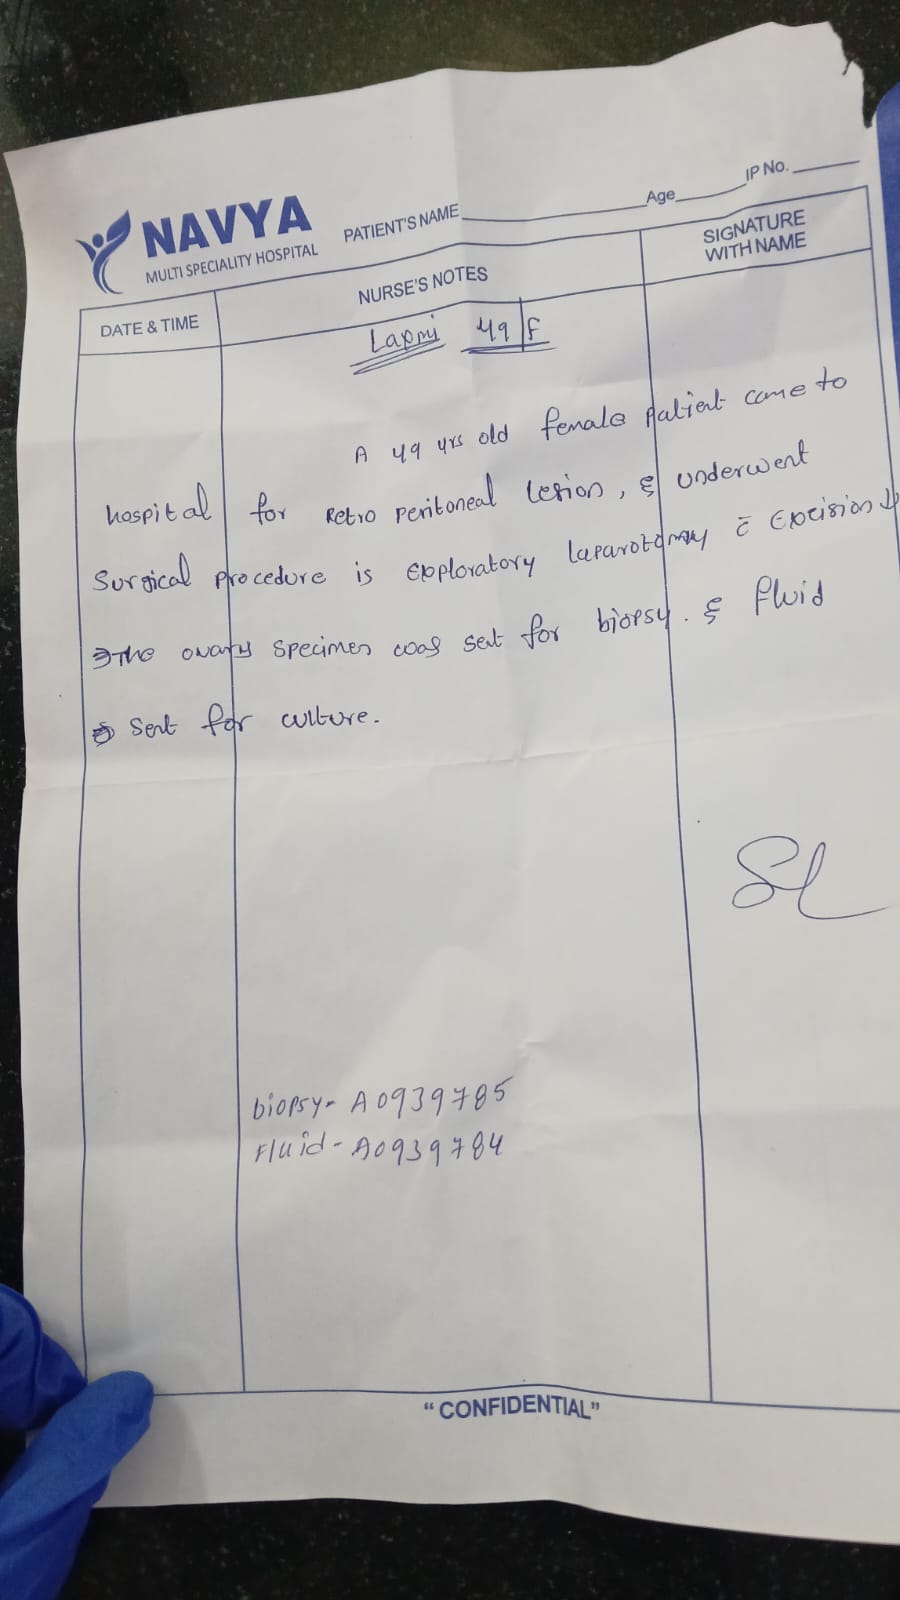 NAVYA
MULTI SPECIALITY HOSPITAL
PATIENT'S NAME Age IP No.
DATE & TIME NURSE'S NOTES SIGNATURE WITH NAME
Laxmi 49/F
A 49 yrs old female patient came to
hospital for Retro peritoneal lesion, & underwent
Surgical procedure is exploratory laparotomy c̄ Excision
The ovary specimen was sent for biopsy. & fluid
sent for culture.
biopsy- A0939785
Fluid- A0939784
"CONFIDENTIAL"